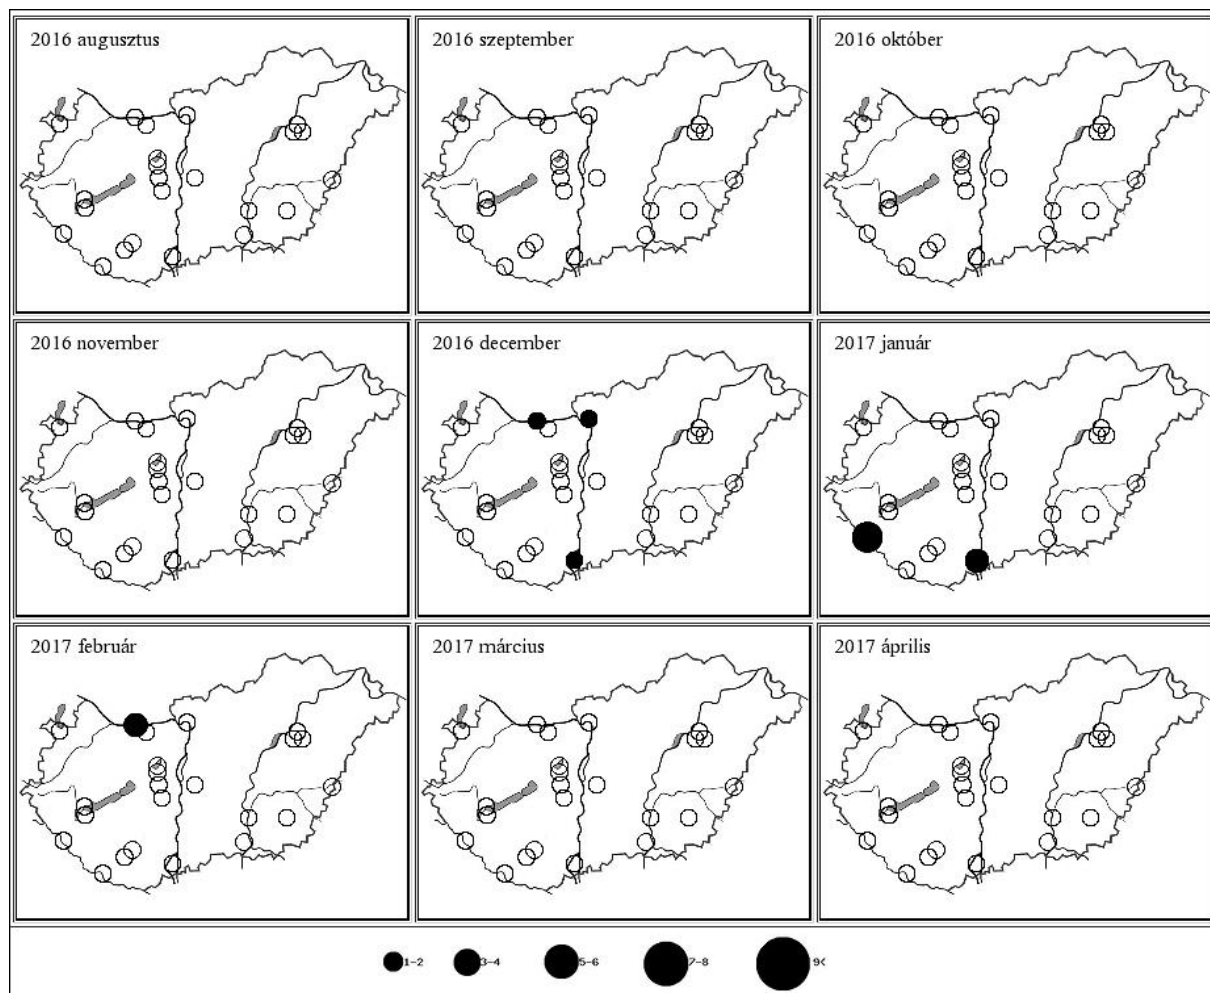 2016 augusztus
2016 szeptember
2016 október
2016 november
2016 december
2017 január
2017 február
2017 március
2017 április
1-2 3-4 5-6 7-8 9<